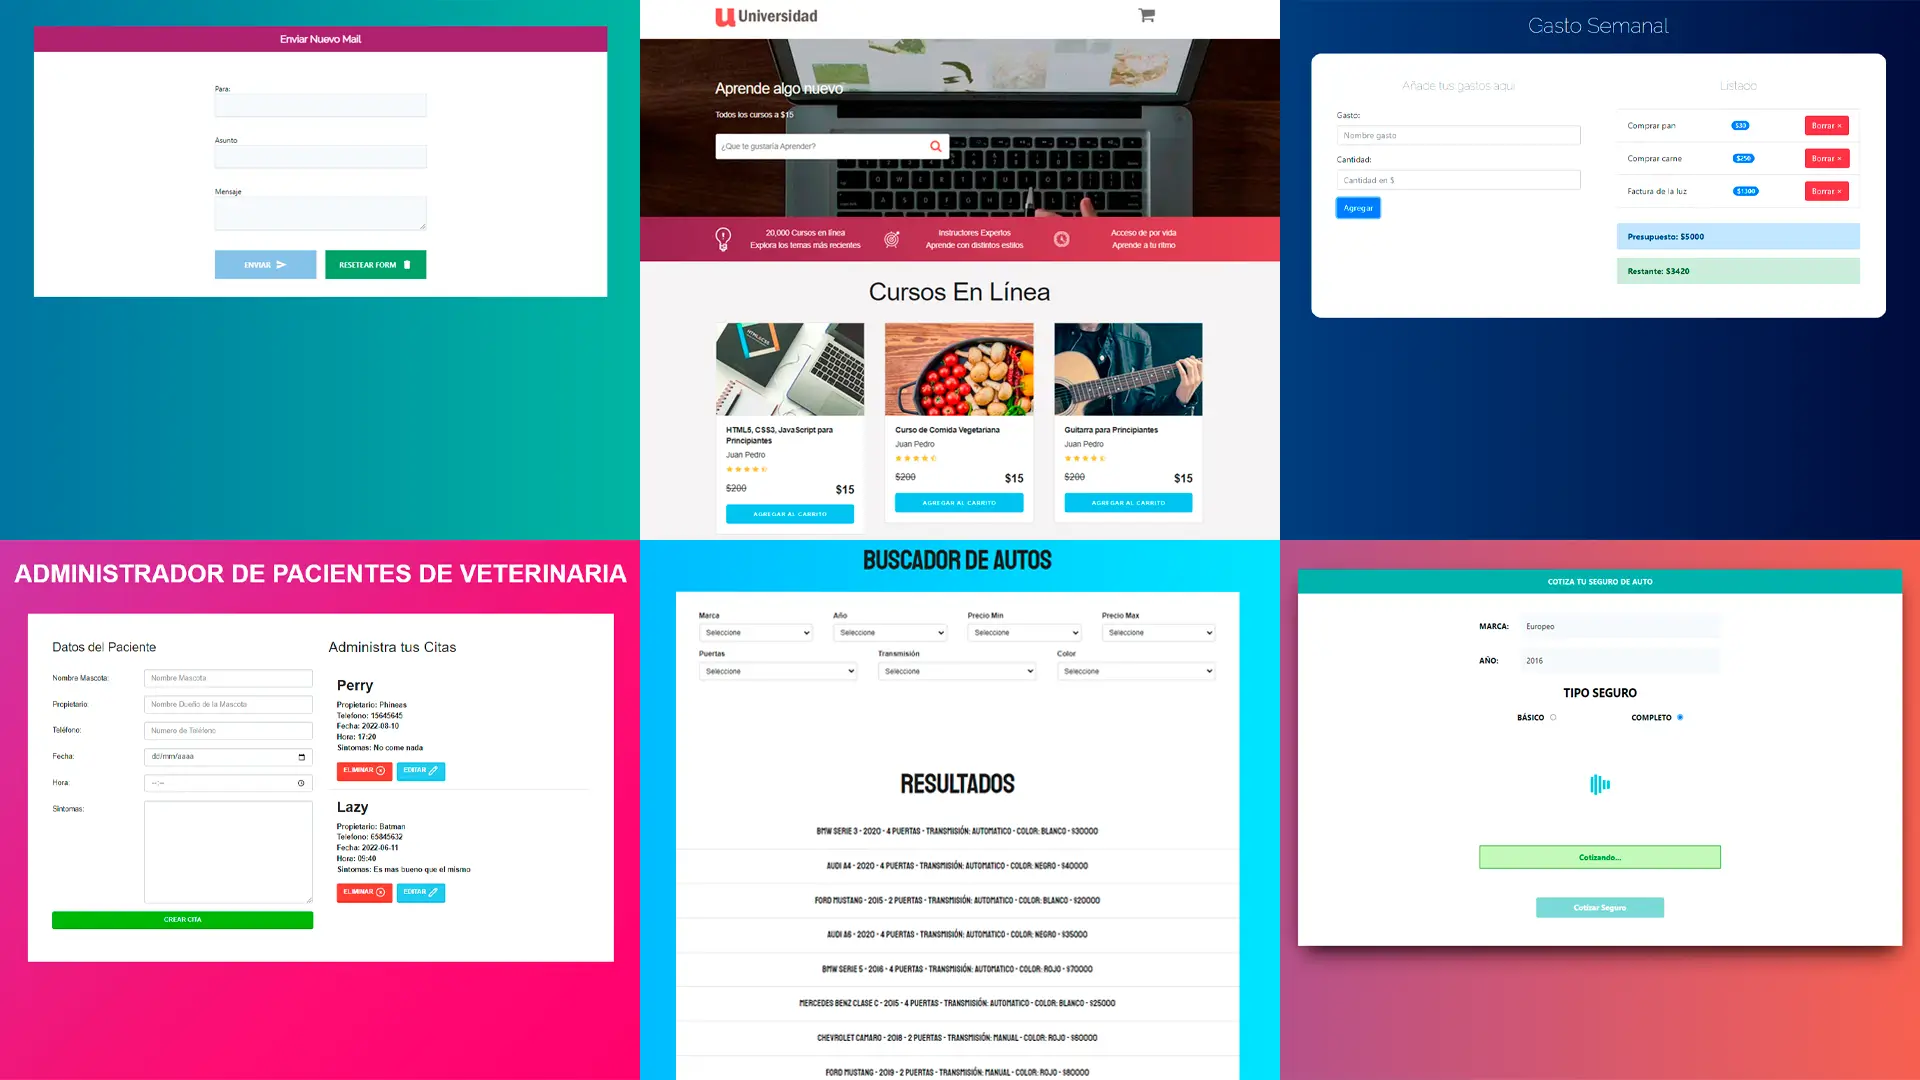 Enviar Nuevo Mail
Para:
Asunto
Mensaje
ENVIAR
RESETEAR FORM
Universidad
Aprende algo nuevo
Todos los cursos a $15
¿Que te gustaría Aprender?
20,000 Cursos en línea
Explora los temas más recientes
Instructores Expertos
Aprende con distintos estilos
Acceso de por vida
Aprende a tu ritmo
Cursos En Línea
HTML5, CSS3, JavaScript para
Principiantes
Juan Pedro
$200
$15
AGREGAR AL CARRITO
Curso de Comida Vegetariana
Juan Pedro
$200
$15
AGREGAR AL CARRITO
Guitarra para Principiantes
Juan Pedro
$200
$15
AGREGAR AL CARRITO
Gasto Semanal
Añade tus gastos aqui
Gasto:
Nombre gasto
Cantidad:
Cantidad en $
Agregar
Listado
Comprar pan $30 Borrar ×
Comprar carne $250 Borrar ×
Factura de la luz $1300 Borrar ×
Presupuesto: $5000
Restante: $3420
ADMINISTRADOR DE PACIENTES DE VETERINARIA
Datos del Paciente
Nombre Mascota: Nombre Mascota
Propietario: Nombre Dueño de la Mascota
Teléfono: Numero de Teléfono
Fecha: dd/mm/aaaa
Hora: --:--
Sintomas:
CREAR CITA
Administra tus Citas
Perry
Propietario: Phineas
Telefono: 15645645
Fecha: 2022-08-10
Hora: 17:20
Sintomas: No come nada
ELIMINAR EDITAR
Lazy
Propietario: Batman
Telefono: 65845632
Fecha: 2022-06-11
Hora: 09:40
Sintomas: Es mas bueno que el mismo
ELIMINAR EDITAR
BUSCADOR DE AUTOS
Marca Año Precio Min Precio Max
Seleccione Seleccione Seleccione Seleccione
Puertas Transmisión Color
Seleccione Seleccione Seleccione
RESULTADOS
BMW SERIE 3 - 2020 - 4 PUERTAS - TRANSMISIÓN: AUTOMATICO - COLOR: BLANCO - $30000
AUDI A4 - 2020 - 4 PUERTAS - TRANSMISIÓN: AUTOMATICO - COLOR: NEGRO - $40000
FORD MUSTANG - 2015 - 2 PUERTAS - TRANSMISIÓN: AUTOMATICO - COLOR: BLANCO - $20000
AUDI A6 - 2020 - 4 PUERTAS - TRANSMISIÓN: AUTOMATICO - COLOR: NEGRO - $35000
BMW SERIE 5 - 2016 - 4 PUERTAS - TRANSMISIÓN: AUTOMATICO - COLOR: ROJO - $70000
MERCEDES BENZ CLASE C - 2015 - 4 PUERTAS - TRANSMISIÓN: AUTOMATICO - COLOR: BLANCO - $25000
CHEVROLET CAMARO - 2018 - 2 PUERTAS - TRANSMISIÓN: MANUAL - COLOR: ROJO - $60000
FORD MUSTANG - 2019 - 2 PUERTAS - TRANSMISIÓN: MANUAL - COLOR: ROJO - $80000
COTIZA TU SEGURO DE AUTO
MARCA: Europeo
AÑO: 2016
TIPO SEGURO
BÁSICO COMPLETO
Cotizando...
Cotizar Seguro